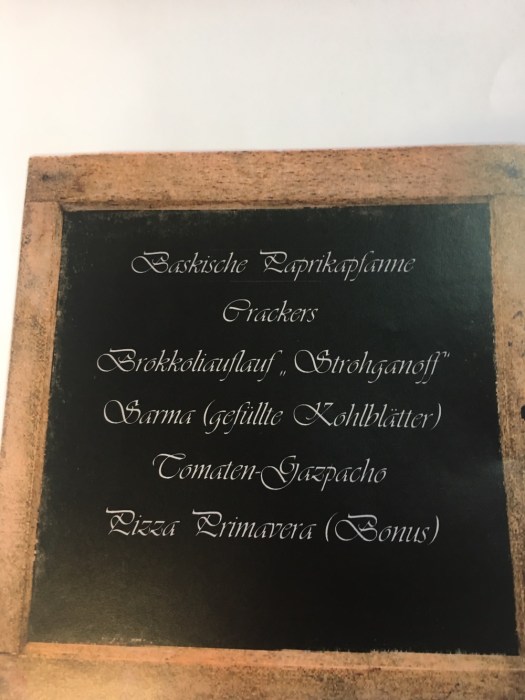 Baskische Paprikapfanne
Crackers
Brokkoliauflauf „Strohganoff“
Sarma (gefüllte Kohlblätter)
Tomaten-Gazpacho
Pizza Primavera (Bonus)